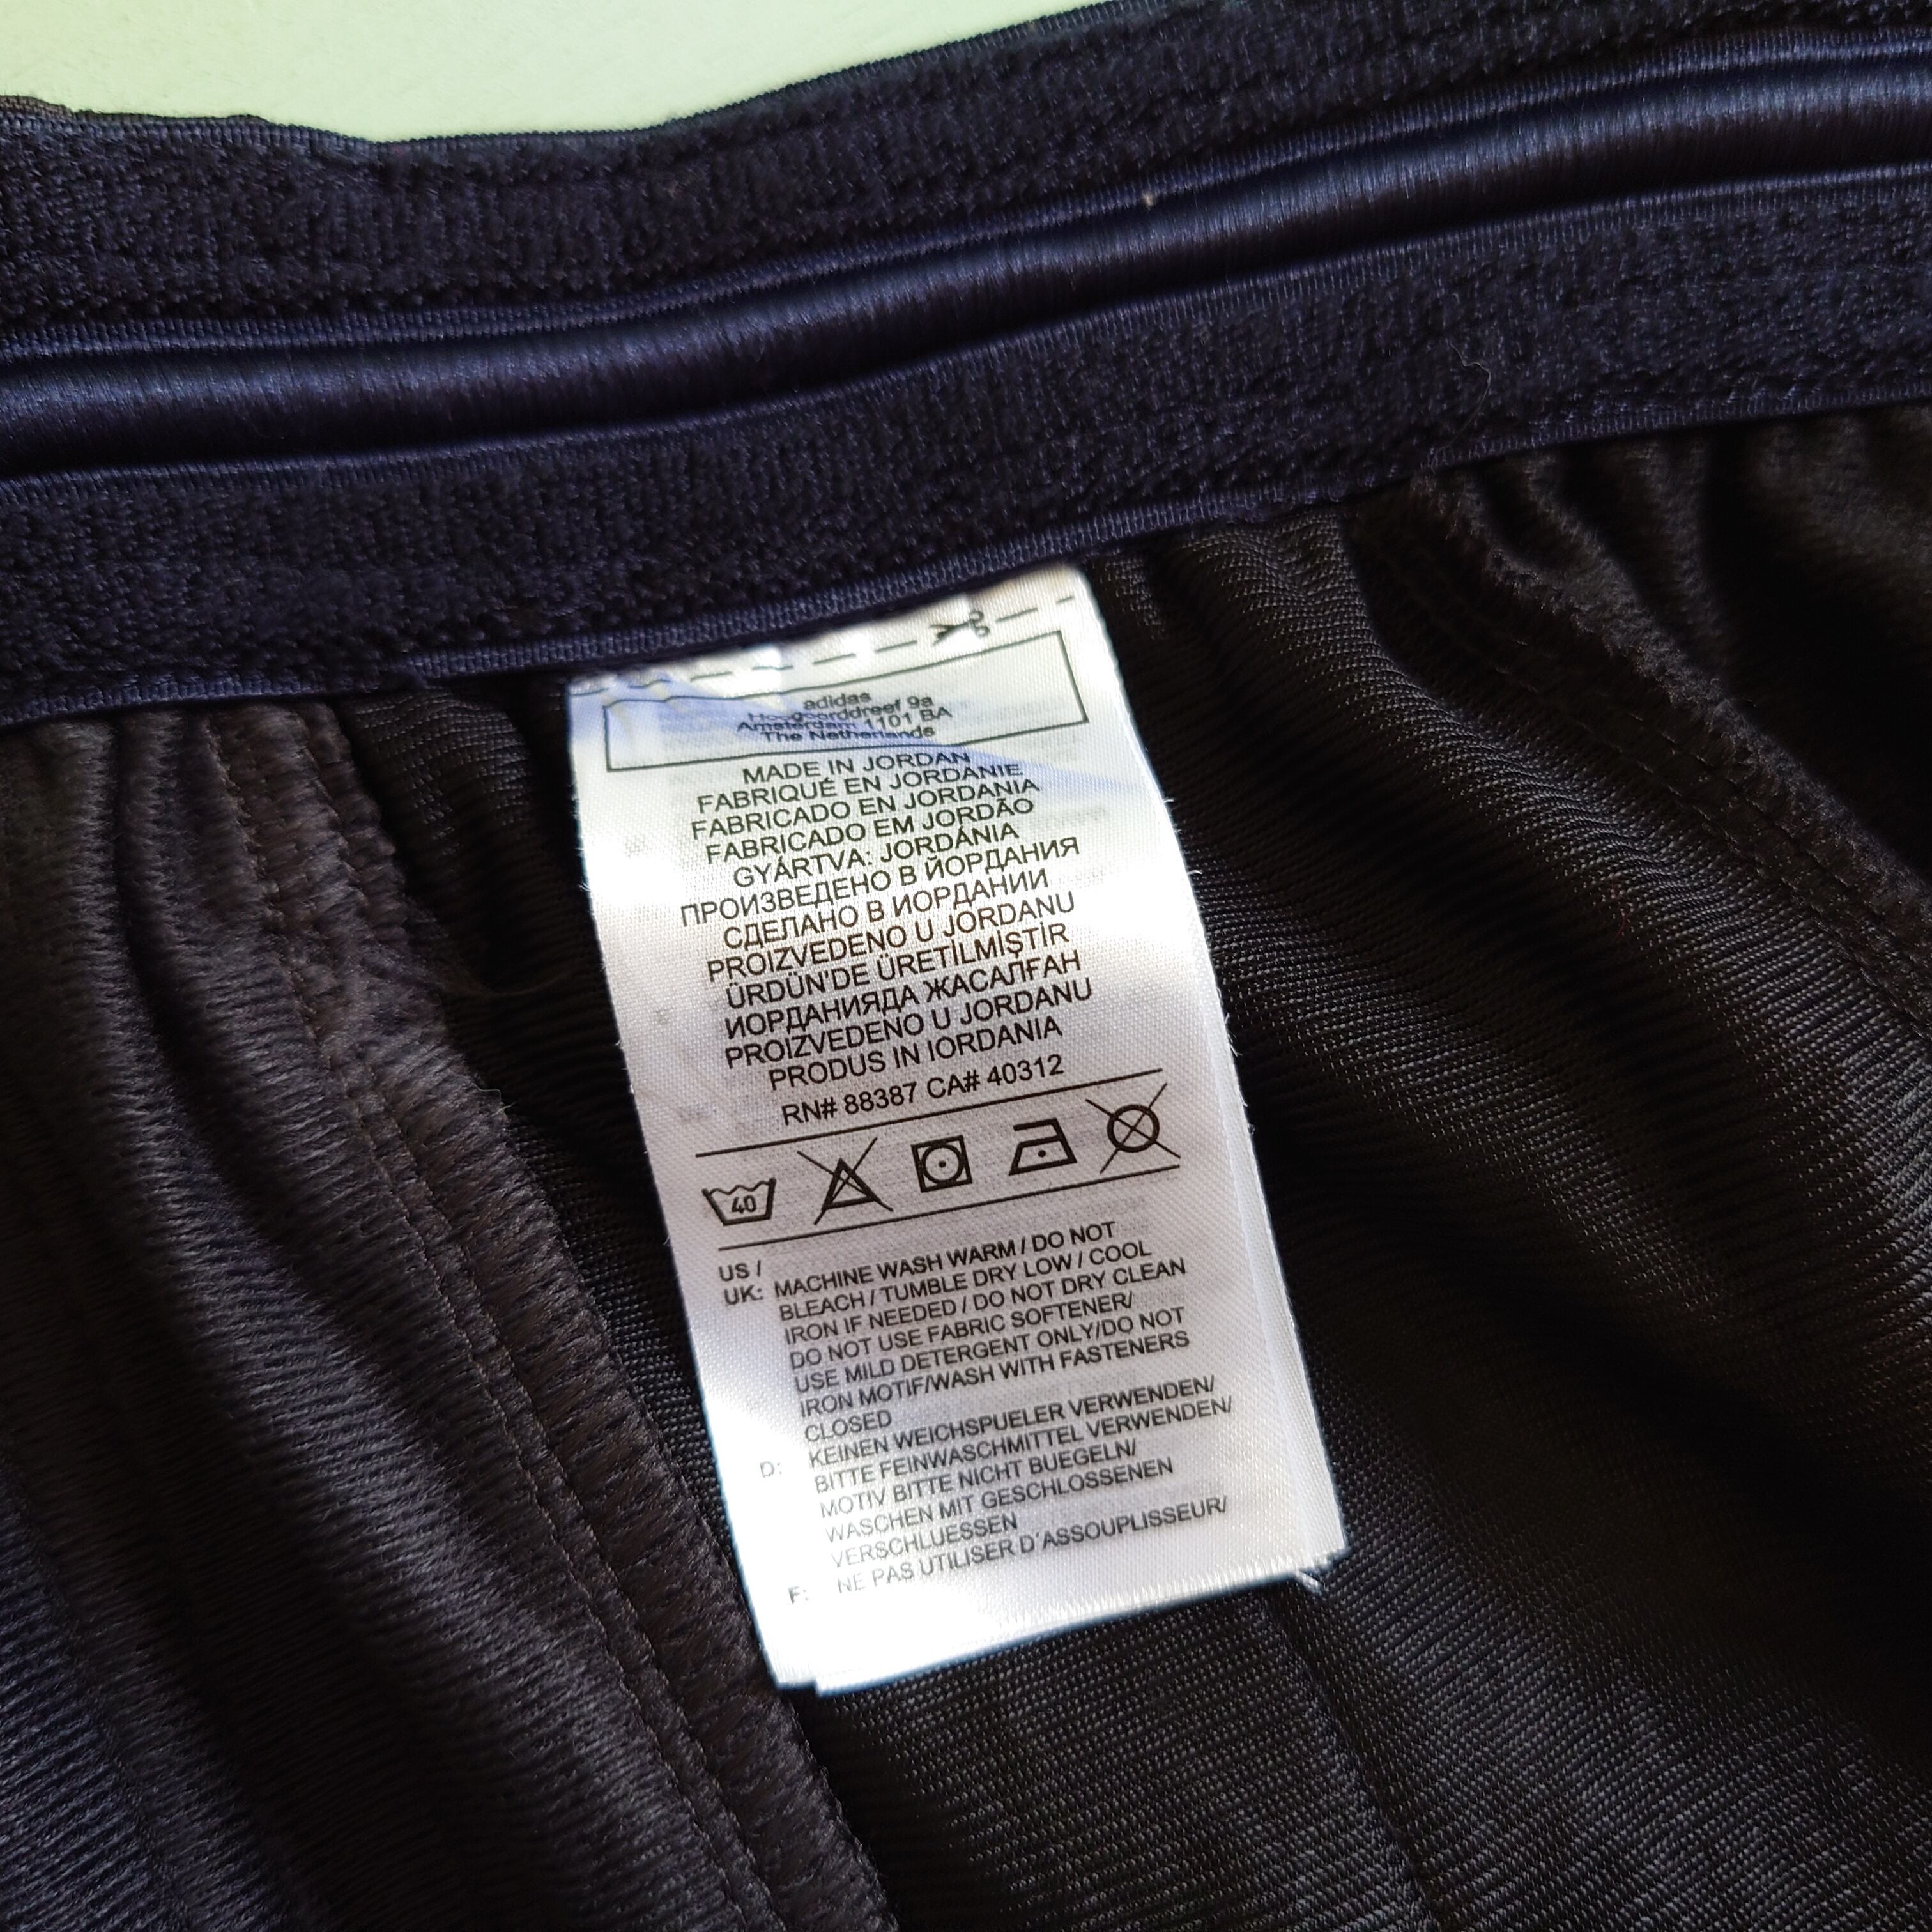 adidas
Hoogoorddreef 9a
Amsterdam 1101 BA
The Netherlands
MADE IN JORDAN
FABRIQUÉ EN JORDANIE
FABRICADO EN JORDANIA
FABRICADO EM JORDÃO
GYÁRTVA: JORDÁNIA
ПРОИЗВЕДЕНО В ЙОРДАНИЯ
СДЕЛАНО В ИОРДАНИИ
PROIZVEDENO U JORDANU
ÜRDÜN'DE ÜRETİLMİŞTİR
ИОРДАНИЯДА ЖАСАЛҒАН
PROIZVEDENO U JORDANU
PRODUS IN IORDANIA
RN# 88387 CA# 40312
40
US /
UK: MACHINE WASH WARM / DO NOT
BLEACH / TUMBLE DRY LOW / COOL
IRON IF NEEDED / DO NOT DRY CLEAN
DO NOT USE FABRIC SOFTENER/
USE MILD DETERGENT ONLY/DO NOT
IRON MOTIF/WASH WITH FASTENERS
CLOSED
D: KEINEN WEICHSPUELER VERWENDEN/
BITTE FEINWASCHMITTEL VERWENDEN/
MOTIV BITTE NICHT BUEGELN/
WASCHEN MIT GESCHLOSSENEN
VERSCHLUESSEN
F: NE PAS UTILISER D'ASSOUPLISSEUR/